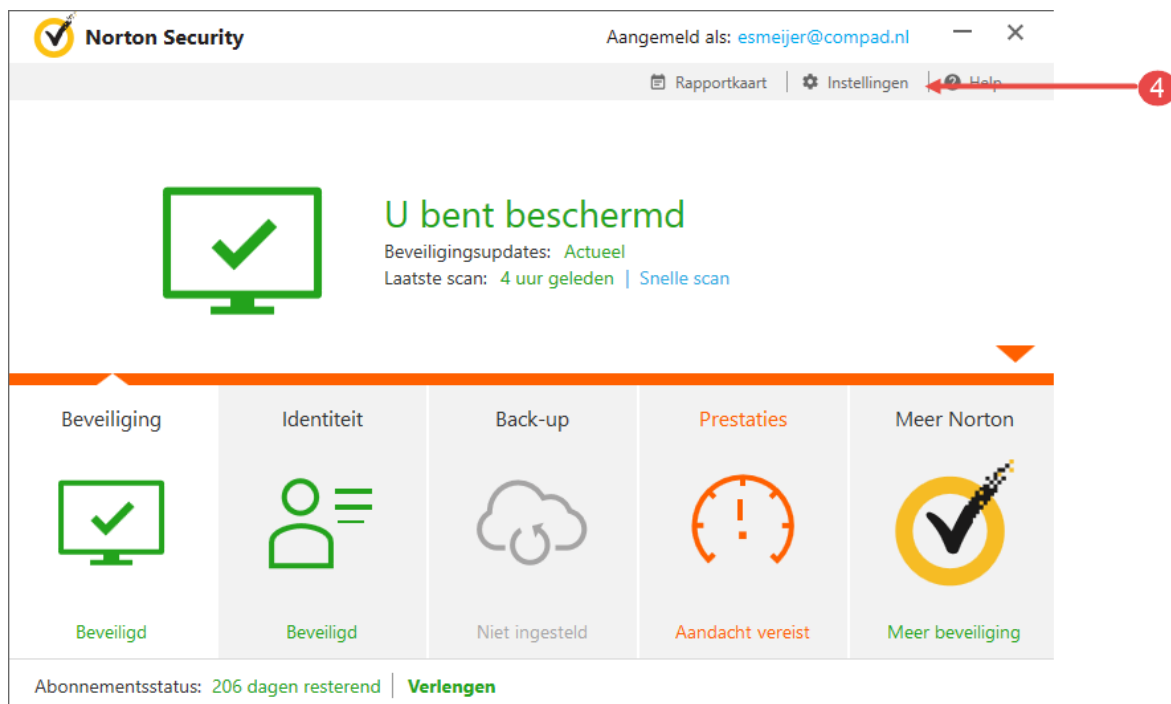 Norton Security
Aangemeld als: esmeijer@compad.nl
Rapportkaart | Instellingen | Help
4
U bent beschermd
Beveiligingsupdates: Actueel
Laatste scan: 4 uur geleden | Snelle scan
Beveiliging Identiteit Back-up Prestaties Meer Norton
Beveiligd Beveiligd Niet ingesteld Aandacht vereist Meer beveiliging
Abonnementsstatus: 206 dagen resterend | Verlengen